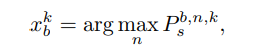 $x_b^k = \arg\max_n P_s^{b,n,k},$